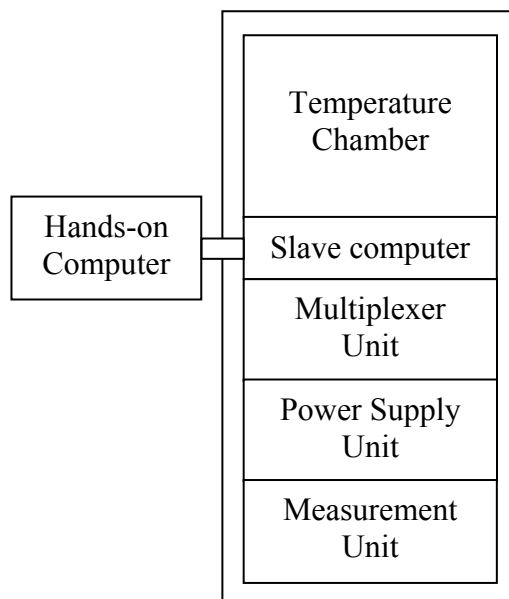 Temperature
Chamber
Hands-on
Computer
Slave computer
Multiplexer
Unit
Power Supply
Unit
Measurement
Unit